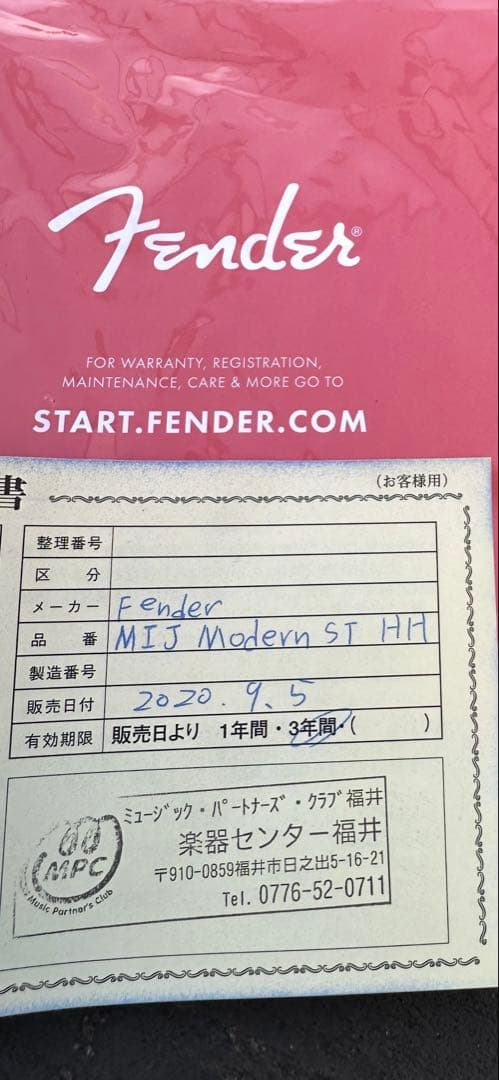 Fender®
FOR WARRANTY, REGISTRATION,
MAINTENANCE, CARE & MORE GO TO
START.FENDER.COM
書
(お客様用)
整理番号
区 分
メーカー Fender
品 番 MIJ Modern ST HH
製造番号
販売日付 2020.9.5
有効期限 販売日より 1年間・3年間・( )
ミュージック・パートナーズ・クラブ福井
楽器センター福井
〒910-0859福井市日之出5-16-21
Tel. 0776-52-0711
MPC
Music Partner's Club